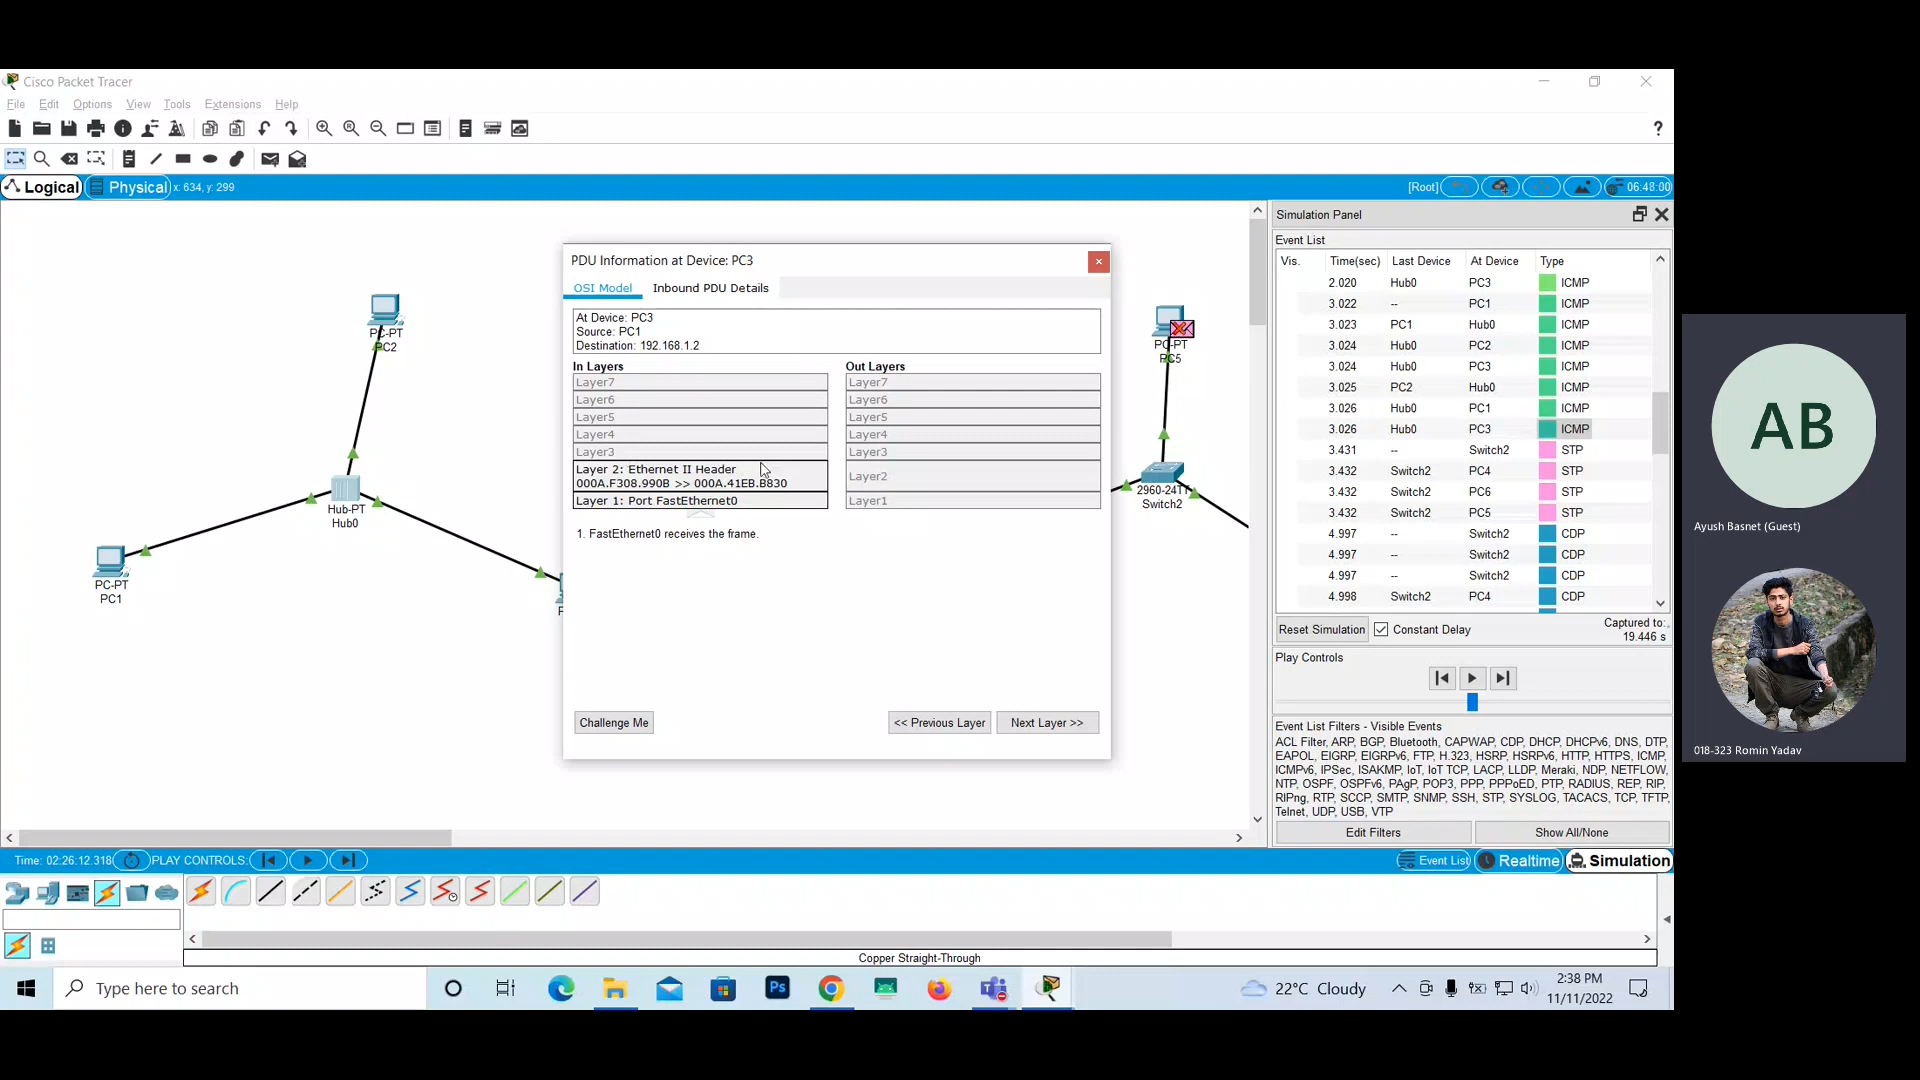 Cisco Packet Tracer
File Edit Options View Tools Extensions Help
?
Logical Physical x: 634, y: 299 [Root] 06:48:00
PC-PT
PC2
Hub-PT
Hub0
PC-PT
PC1
P
PC-PT
PC5
2960-24TT
Switch2
PDU Information at Device: PC3
OSI Model Inbound PDU Details
At Device: PC3
Source: PC1
Destination: 192.168.1.2
In Layers Out Layers
Layer7 Layer7
Layer6 Layer6
Layer5 Layer5
Layer4 Layer4
Layer3 Layer3
Layer 2: Ethernet II Header
000A.F308.990B >> 000A.41EB.B830
Layer2
Layer 1: Port FastEthernet0 Layer1
1. FastEthernet0 receives the frame.
Challenge Me << Previous Layer Next Layer >>
Simulation Panel
Event List
Vis. Time(sec) Last Device At Device Type
2.020 Hub0 PC3 ICMP
3.022 -- PC1 ICMP
3.023 PC1 Hub0 ICMP
3.024 Hub0 PC2 ICMP
3.024 Hub0 PC3 ICMP
3.025 PC2 Hub0 ICMP
3.026 Hub0 PC1 ICMP
3.026 Hub0 PC3 ICMP
3.431 -- Switch2 STP
3.432 Switch2 PC4 STP
3.432 Switch2 PC6 STP
3.432 Switch2 PC5 STP
4.997 -- Switch2 CDP
4.997 -- Switch2 CDP
4.997 -- Switch2 CDP
4.998 Switch2 PC4 CDP
Reset Simulation Constant Delay Captured to:
19.446 s
Play Controls
Event List Filters - Visible Events
ACL Filter, ARP, BGP, Bluetooth, CAPWAP, CDP, DHCP, DHCPv6, DNS, DTP,
EAPOL, EIGRP, EIGRPv6, FTP, H.323, HSRP, HSRPv6, HTTP, HTTPS, ICMP,
ICMPv6, IPSec, ISAKMP, IoT, IoT TCP, LACP, LLDP, Meraki, NDP, NETFLOW,
NTP, OSPF, OSPFv6, PAgP, POP3, PPP, PPPoED, PTP, RADIUS, REP, RIP,
RIPng, RTP, SCCP, SMTP, SNMP, SSH, STP, SYSLOG, TACACS, TCP, TFTP,
Telnet, UDP, USB, VTP
Edit Filters Show All/None
Time: 02:26:12.318 PLAY CONTROLS: Event List Realtime Simulation
Copper Straight-Through
Type here to search
Ps
22°C Cloudy
2:38 PM
11/11/2022
AB
Ayush Basnet (Guest)
018-323 Romin Yadav